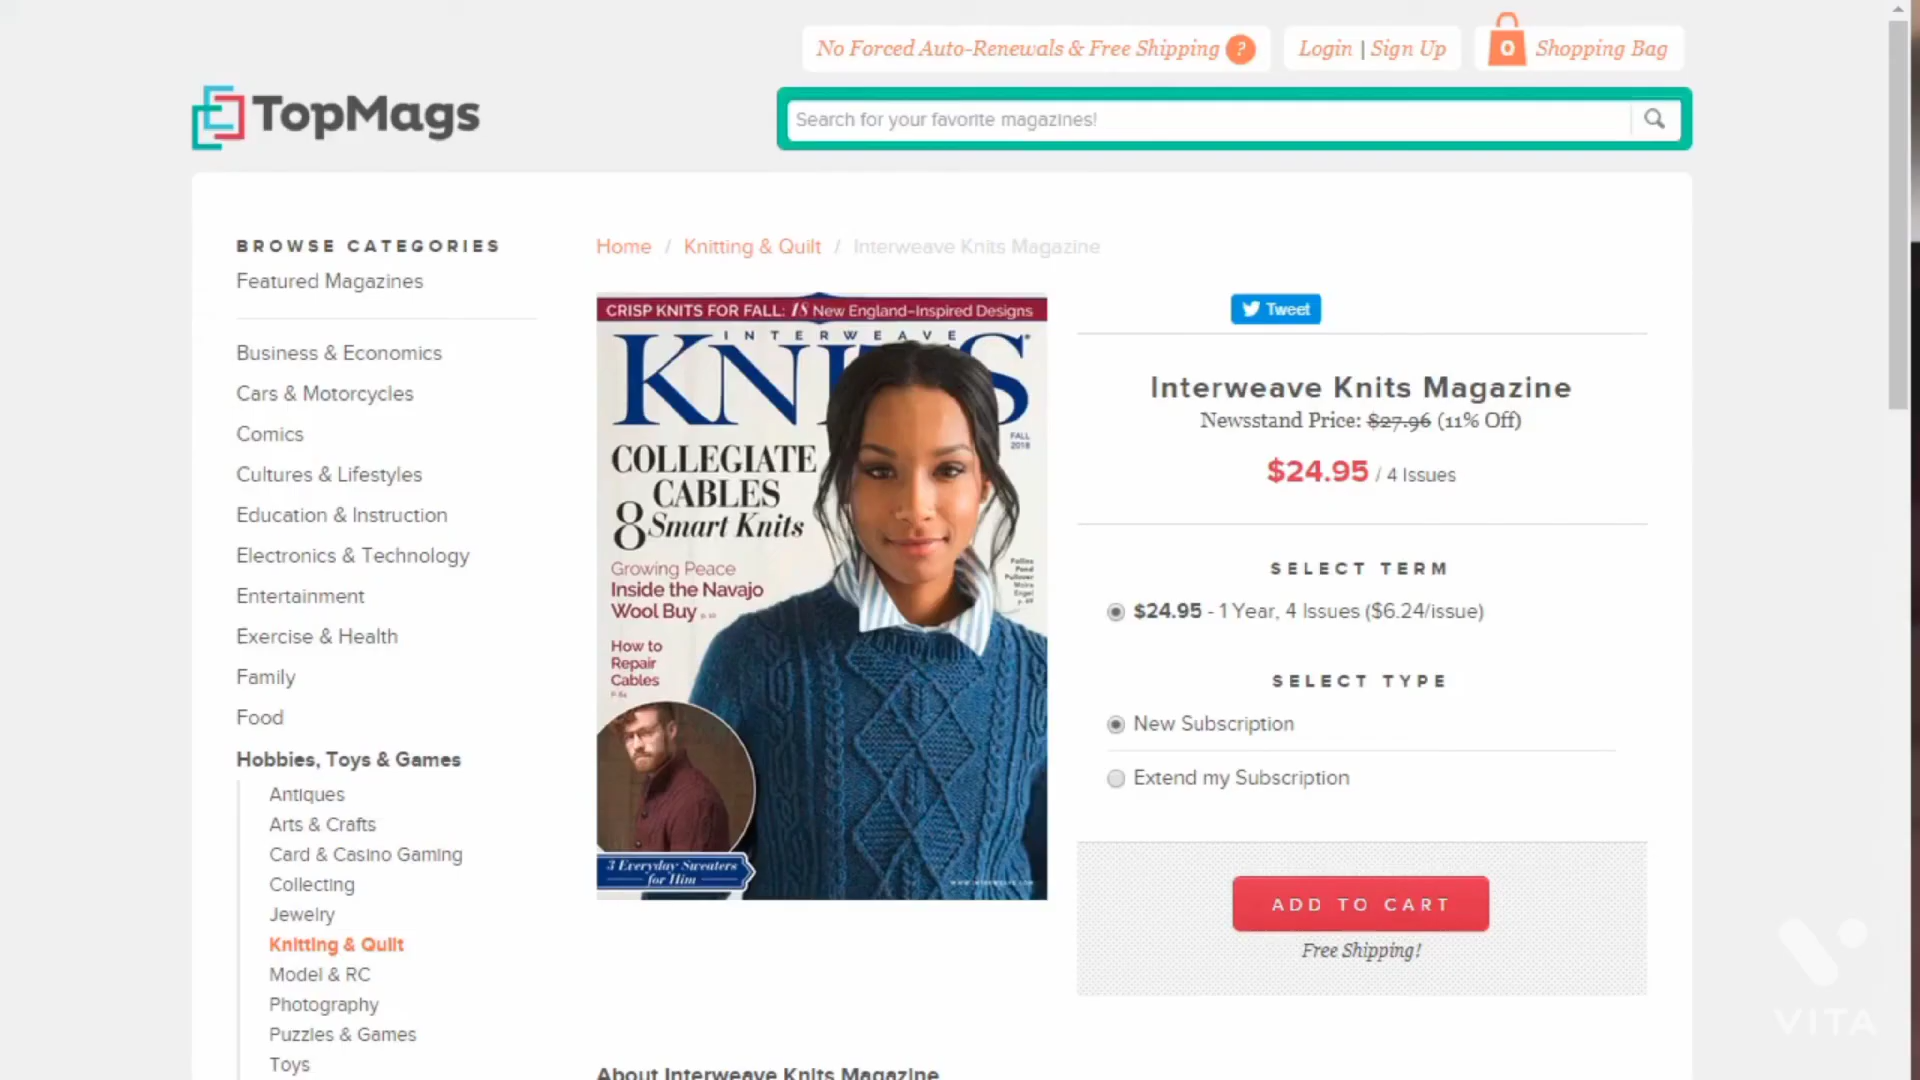 No Forced Auto-Renewals & Free Shipping ?
Login | Sign Up
0 Shopping Bag
TopMags
Search for your favorite magazines!
BROWSE CATEGORIES
Featured Magazines
Business & Economics
Cars & Motorcycles
Comics
Cultures & Lifestyles
Education & Instruction
Electronics & Technology
Entertainment
Exercise & Health
Family
Food
Hobbies, Toys & Games
Antiques
Arts & Crafts
Card & Casino Gaming
Collecting
Jewelry
Knitting & Quilt
Model & RC
Photography
Puzzles & Games
Toys
Home / Knitting & Quilt / Interweave Knits Magazine
CRISP KNITS FOR FALL: 18 New England-Inspired Designs
INTERWEAVE
KNITS
FALL
2018
COLLEGIATE
CABLES
8 Smart Knits
Growing Peace
Inside the Navajo
Wool Buy
How to
Repair
Cables
3 Everyday Sweaters
for Him
Tweet
Interweave Knits Magazine
Newsstand Price: $27.96 (11% Off)
$24.95 / 4 Issues
SELECT TERM
$24.95 - 1 Year, 4 Issues ($6.24/issue)
SELECT TYPE
New Subscription
Extend my Subscription
ADD TO CART
Free Shipping!
About Interweave Knits Magazine
VITA